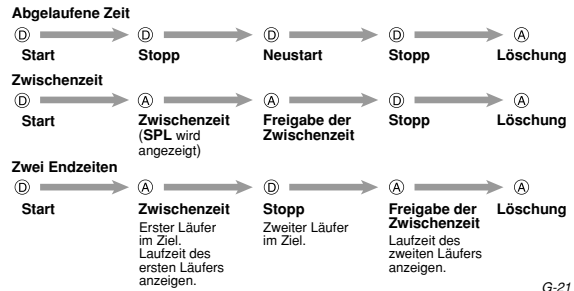 Abgelaufene Zeit
D D D D A
Start Stopp Neustart Stopp Löschung
Zwischenzeit
D A A D A
Start Zwischenzeit Freigabe der Stopp Löschung
(SPL wird Zwischenzeit
angezeigt)
Zwei Endzeiten
D A D A A
Start Zwischenzeit Stopp Freigabe der Löschung
Zwischenzeit
Erster Läufer Zweiter Läufer Laufzeit des
im Ziel. im Ziel. zweiten Läufers
Laufzeit des anzeigen.
ersten Läufers
anzeigen.
G-21